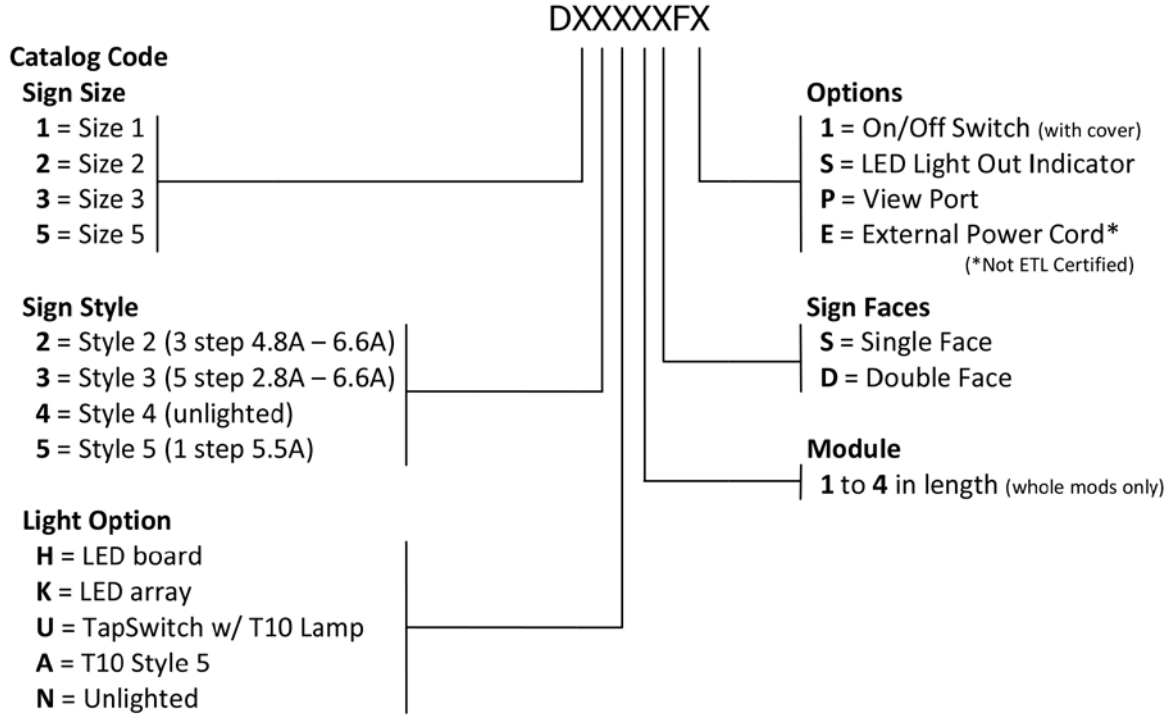 DXXXXXFX
Catalog Code
Sign Size
1 = Size 1
2 = Size 2
3 = Size 3
5 = Size 5
Sign Style
2 = Style 2 (3 step 4.8A – 6.6A)
3 = Style 3 (5 step 2.8A – 6.6A)
4 = Style 4 (unlighted)
5 = Style 5 (1 step 5.5A)
Light Option
H = LED board
K = LED array
U = TapSwitch w/ T10 Lamp
A = T10 Style 5
N = Unlighted
Options
1 = On/Off Switch (with cover)
S = LED Light Out Indicator
P = View Port
E = External Power Cord*
(*Not ETL Certified)
Sign Faces
S = Single Face
D = Double Face
Module
1 to 4 in length (whole mods only)